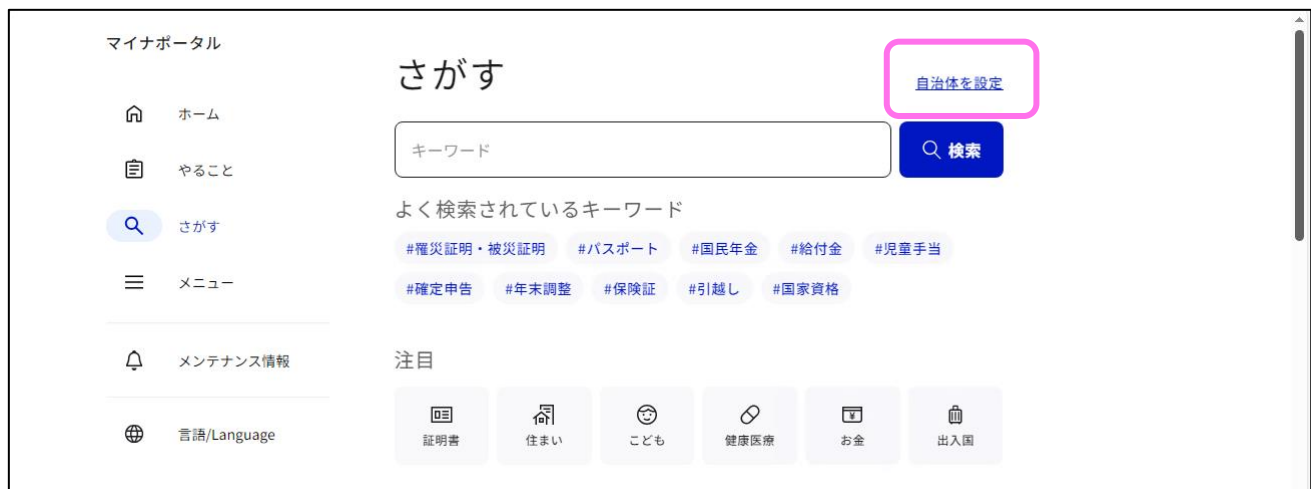 マイナポータル
ホーム
やること
さがす
メニュー
メンテナンス情報
言語/Language
さがす
自治体を設定
キーワード
検索
よく検索されているキーワード
#罹災証明・被災証明 #パスポート #国民年金 #給付金 #児童手当
#確定申告 #年末調整 #保険証 #引越し #国家資格
注目
証明書 住まい こども 健康医療 お金 出入国